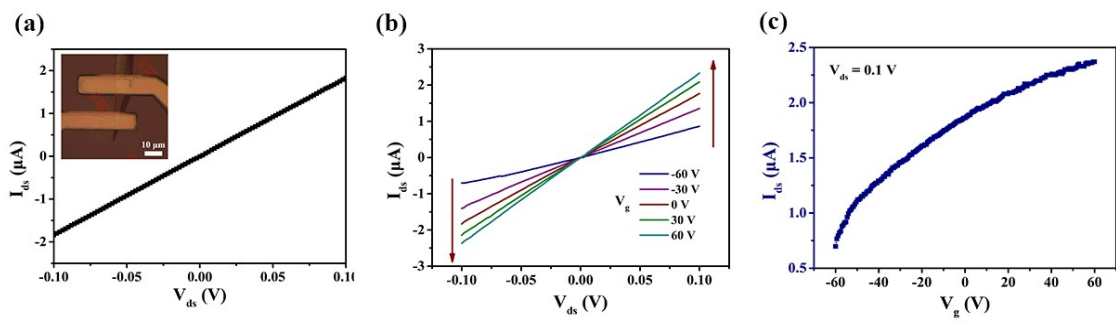 (a)
2
1
0
-1
-2
I_ds (µA)
10 µm
-0.10
-0.05
0.00
0.05
0.10
V_ds (V)
(b)
3
2
1
0
-1
-2
-3
I_ds (µA)
V_g
-60 V
-30 V
0 V
30 V
60 V
-0.10
-0.05
0.00
0.05
0.10
V_ds (V)
(c)
V_ds = 0.1 V
2.5
2.0
1.5
1.0
0.5
I_ds (µA)
-60
-40
-20
0
20
40
60
V_g (V)